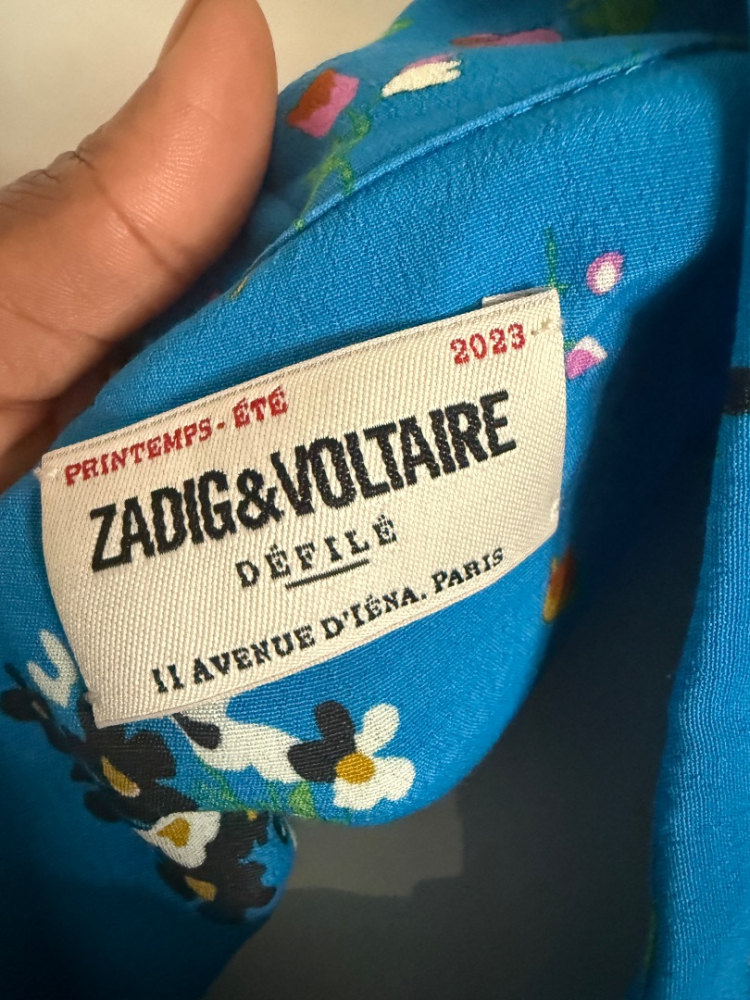 PRINTEMPS - ÉTÉ 2023
ZADIG&VOLTAIRE
DÉFILÉ
11 AVENUE D'IÉNA. PARIS